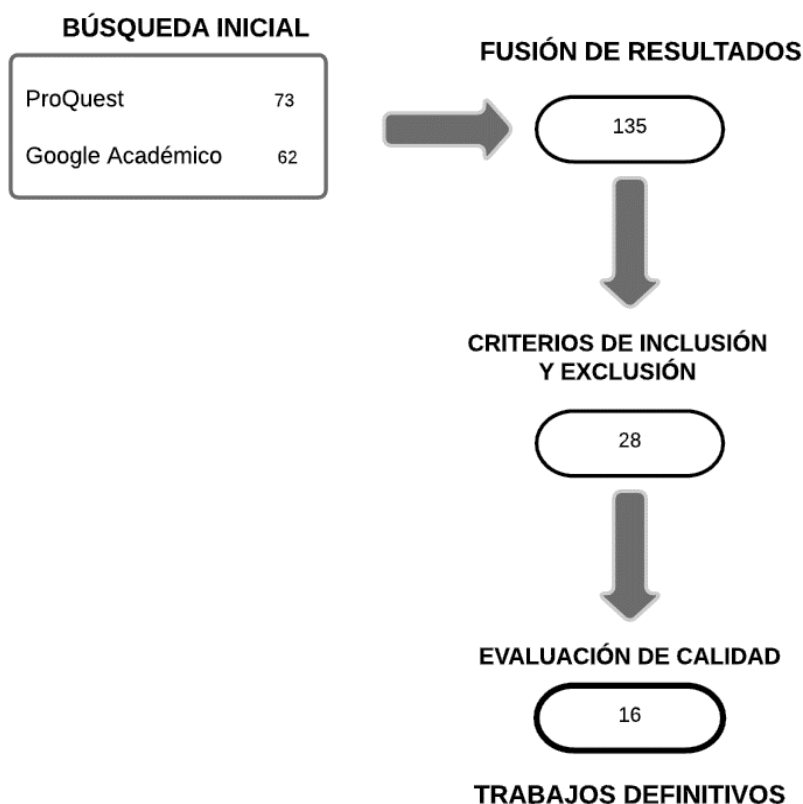 BÚSQUEDA INICIAL
ProQuest 73
Google Académico 62
FUSIÓN DE RESULTADOS
135
CRITERIOS DE INCLUSIÓN
Y EXCLUSIÓN
28
EVALUACIÓN DE CALIDAD
16
TRABAJOS DEFINITIVOS